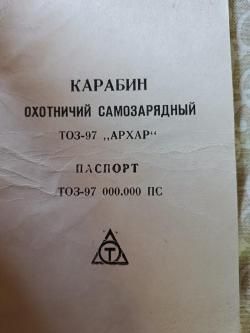 КАРАБИН
ОХОТНИЧИЙ САМОЗАРЯДНЫЙ
ТОЗ-97 „АРХАР“
ПАСПОРТ
ТОЗ-97 000.000 ПС
Т